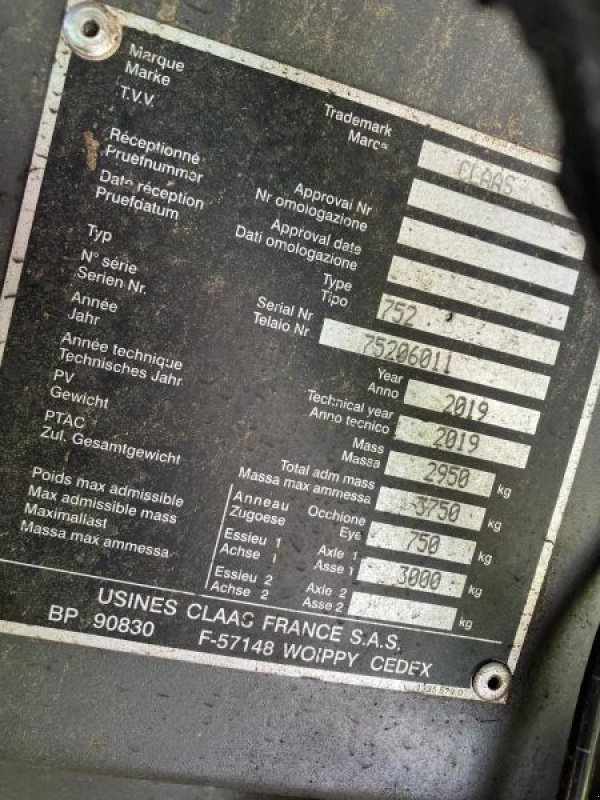 Marque
Marke
Trademark
Marca
CLAAS
T.V.V.
Réceptionné
Pruefnummer
Approval Nr
Nr omologazione
Date réception
Pruefdatum
Approval date
Dati omologazione
Typ
Type
Tipo
752
N° série
Serien Nr.
Serial Nr
Telaio Nr
75206011
Année
Jahr
Year
Anno
2019
Année technique
Technisches Jahr
Technical year
Anno tecnico
2019
PV
Gewicht
Mass
Massa
2950 kg
PTAC
Zul. Gesamtgewicht
Total adm mass
Massa max ammessa
3750 kg
Poids max admissible
Max admissible mass
Maximallast
Massa max ammessa
Anneau
Zugoese
Occhione
Eye
750 kg
Essieu 1
Achse 1
Axle 1
Asse 1
3000 kg
Essieu 2
Achse 2
Axle 2
Asse 2
kg
USINES CLAAS FRANCE S.A.S.
BP 90830 F-57148 WOIPPY CEDEX